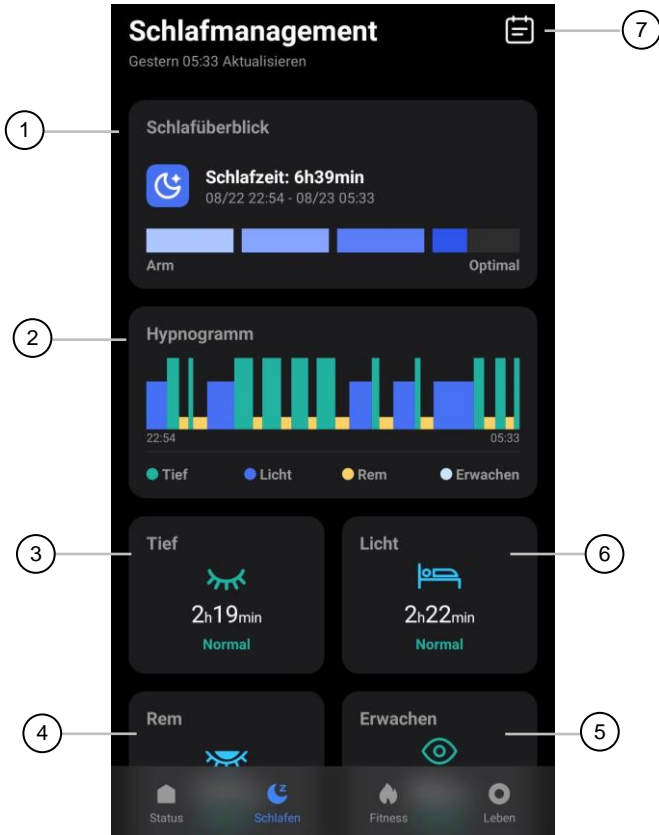 Schlafmanagement
7
Gestern 05:33 Aktualisieren
1
Schlafüberblick
Schlafzeit: 6h39min
08/22 22:54 - 08/23 05:33
Arm
Optimal
2
Hypnogramm
22:54
05:33
Tief
Licht
Rem
Erwachen
3
Tief
Licht
6
2h19min
2h22min
Normal
Normal
4
Rem
Erwachen
5
Status
Schlafen
Fitness
Leben